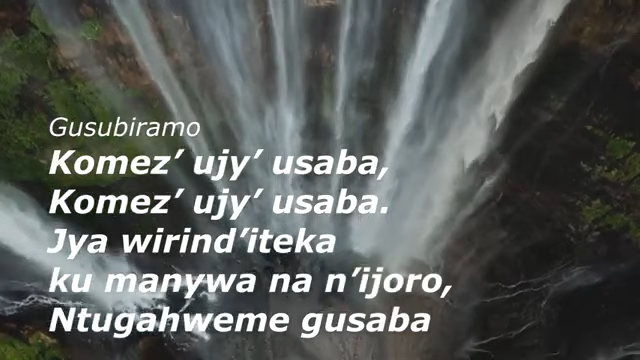 Gusubiramo
Komez’ ujy’ usaba,
Komez’ ujy’ usaba.
Jya wirind’iteka
ku manywa na n’ijoro,
Ntugahweme gusaba